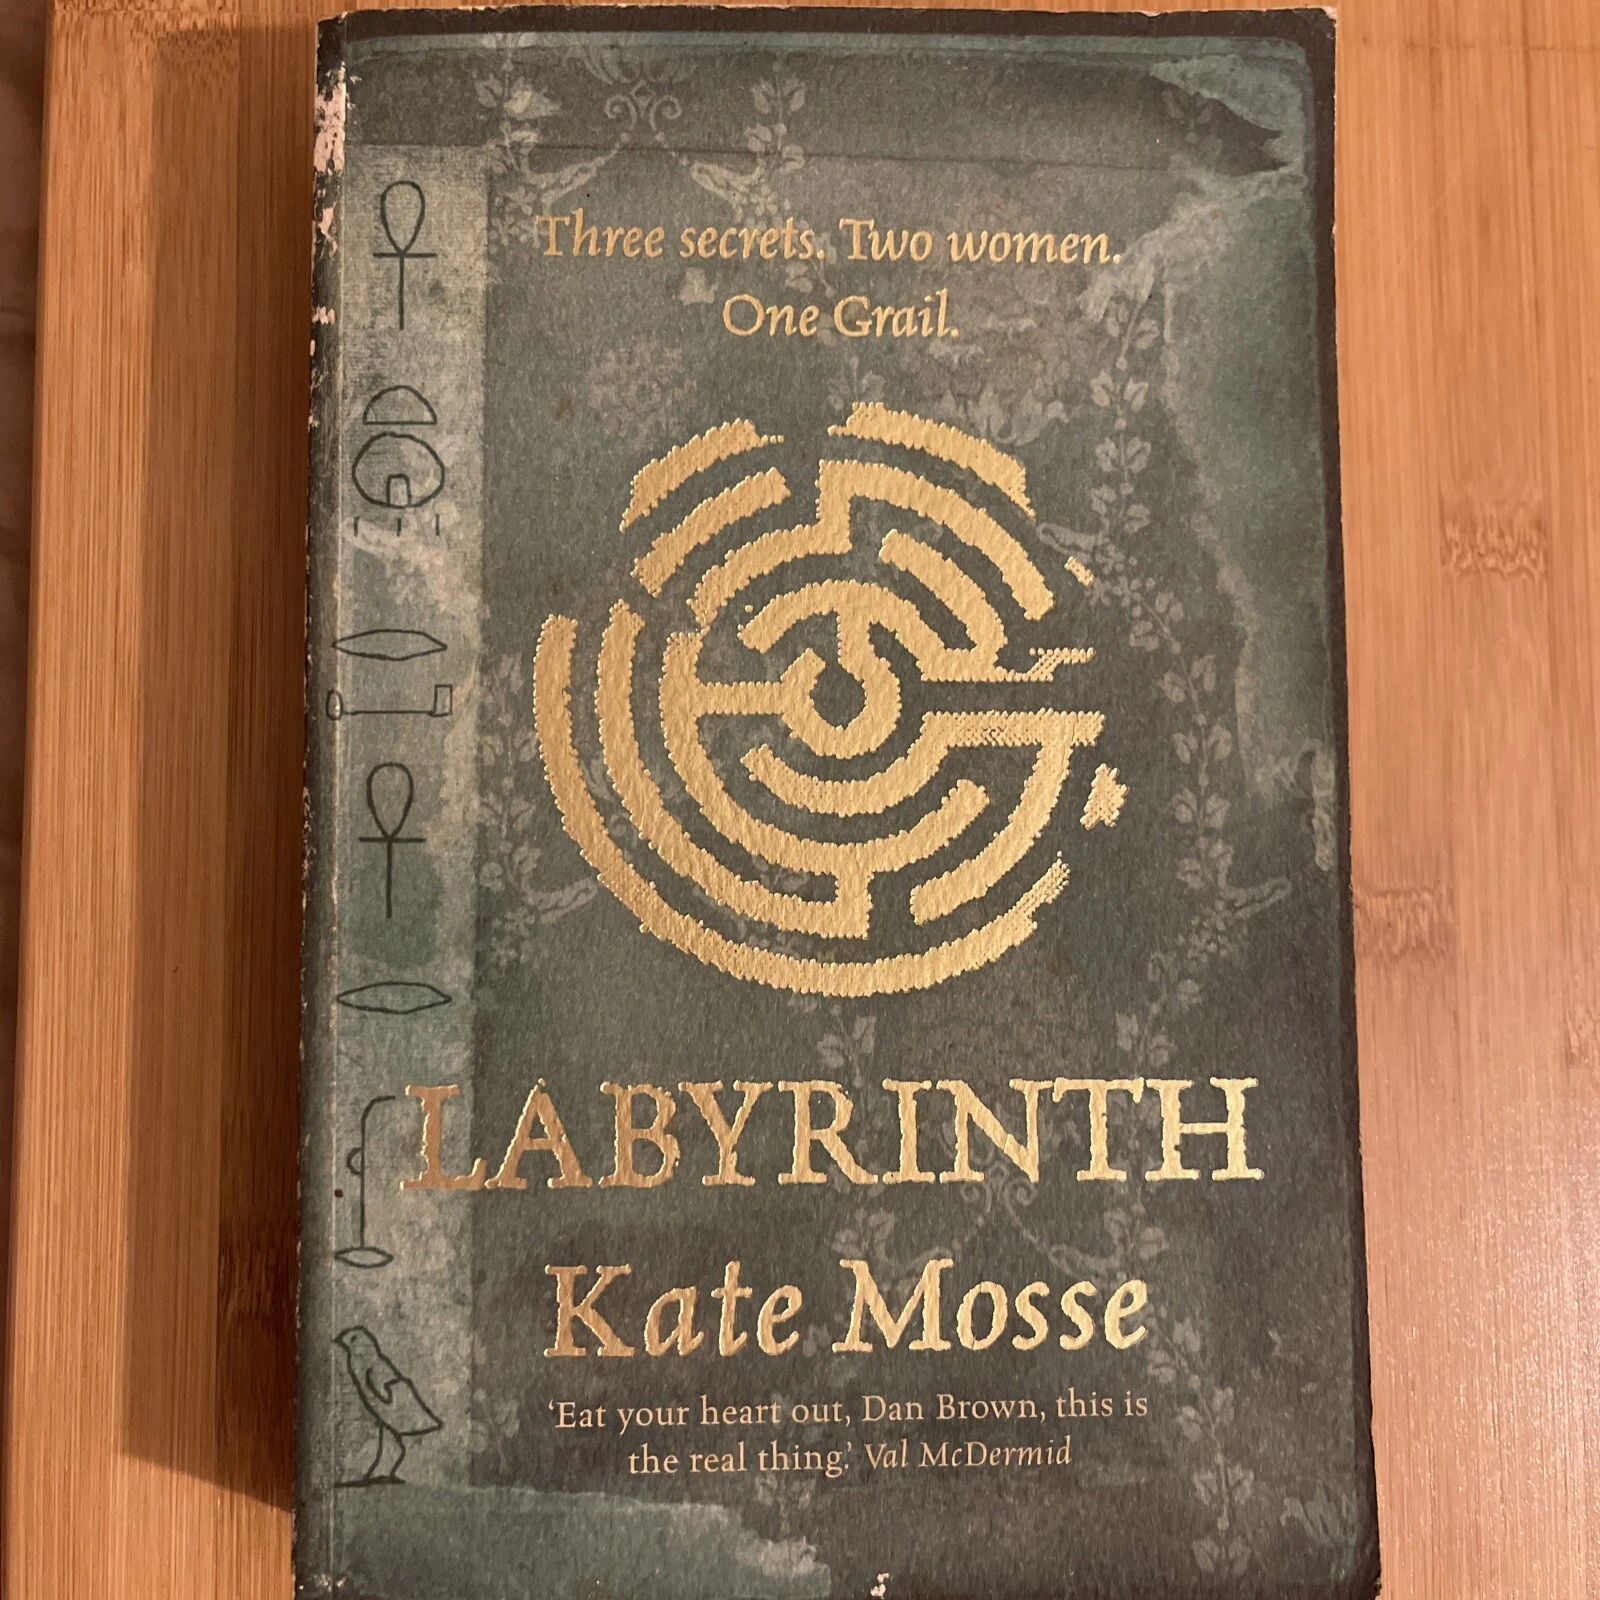 Three secrets. Two women.
One Grail.
LABYRINTH
Kate Mosse
‘Eat your heart out, Dan Brown, this is
the real thing.’ Val McDermid